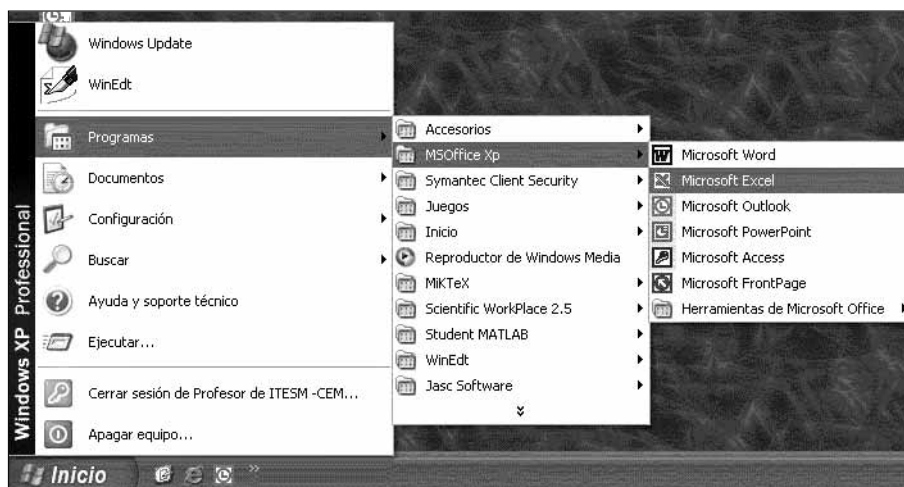 Windows Update
WinEdt
Programas
Documentos
Configuración
Buscar
Ayuda y soporte técnico
Ejecutar...
Cerrar sesión de Profesor de ITESM -CEM...
Apagar equipo...
Windows XP Professional
Accesorios
MSOffice Xp
Symantec Client Security
Juegos
Inicio
Reproductor de Windows Media
MiKTeX
Scientific WorkPlace 2.5
Student MATLAB
WinEdt
Jasc Software
Microsoft Word
Microsoft Excel
Microsoft Outlook
Microsoft PowerPoint
Microsoft Access
Microsoft FrontPage
Herramientas de Microsoft Office
Inicio